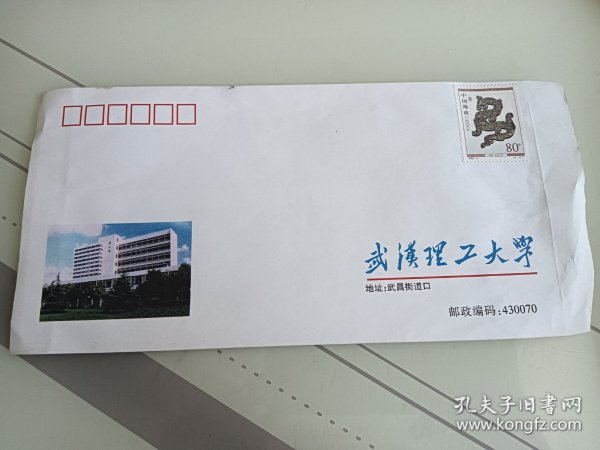 中国邮政
80分
武漢理工大學
地址:武昌街道口
邮政编码:430070
孔夫子旧书网
www.kongfz.com